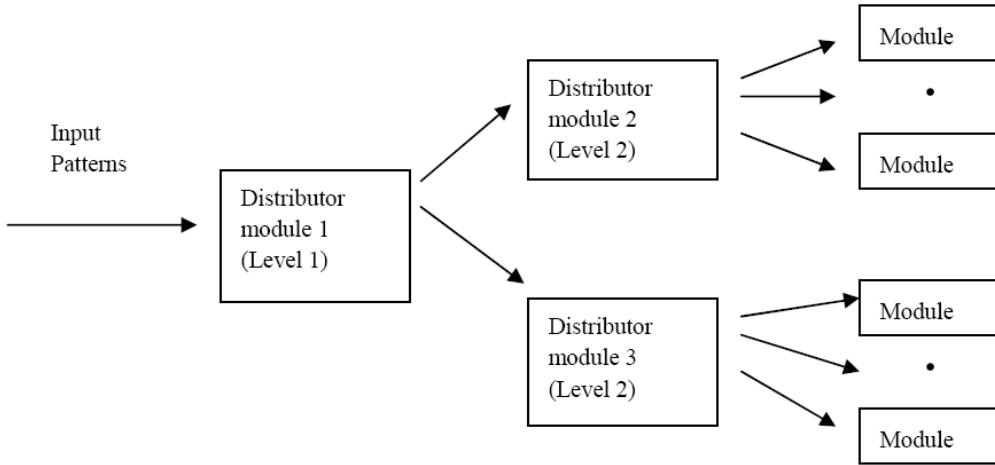 Input
Patterns
Distributor
module 1
(Level 1)
Distributor
module 2
(Level 2)
Distributor
module 3
(Level 2)
Module
Module
Module
Module